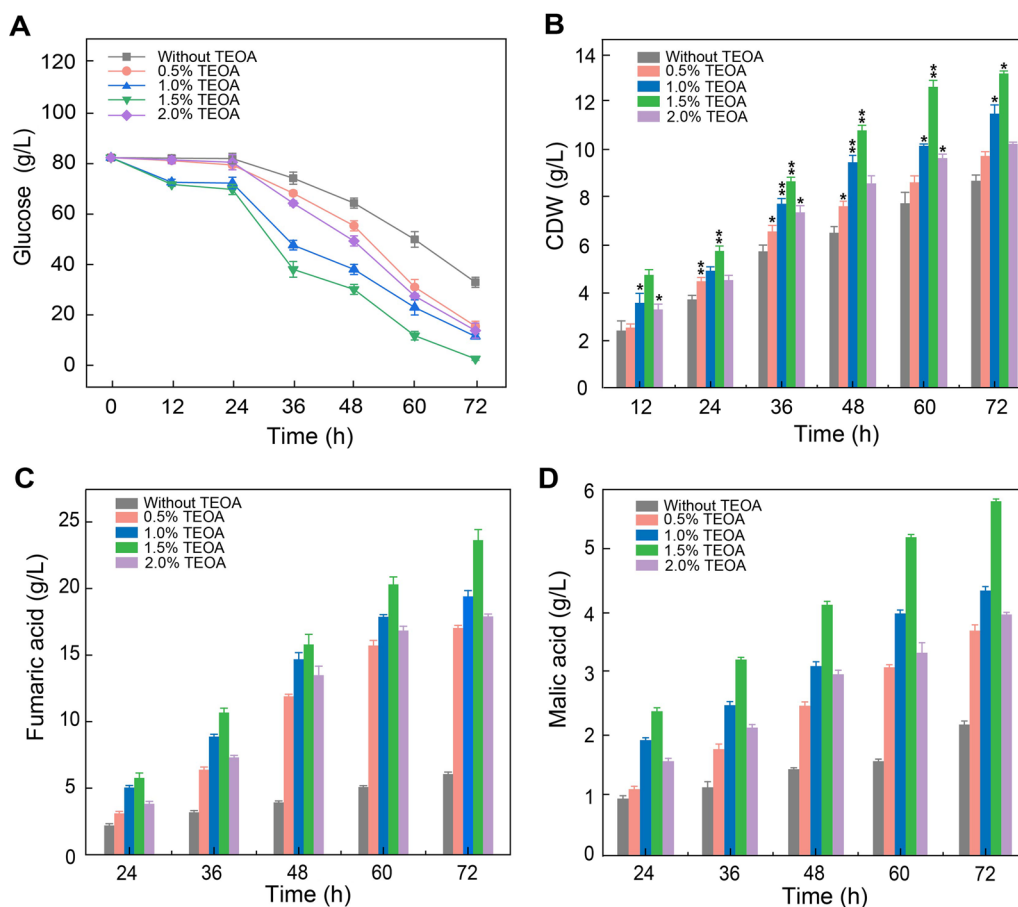 A
Without TEOA
0.5% TEOA
1.0% TEOA
1.5% TEOA
2.0% TEOA
Glucose (g/L)
120
100
80
60
40
20
0
0 12 24 36 48 60 72
Time (h)
B
Without TEOA
0.5% TEOA
1.0% TEOA
1.5% TEOA
2.0% TEOA
CDW (g/L)
14
12
10
8
6
4
2
0
* *
** **
* ** ** *
* ** **
* ** *
* *
12 24 36 48 60 72
Time (h)
C
Without TEOA
0.5% TEOA
1.0% TEOA
1.5% TEOA
2.0% TEOA
Fumaric acid (g/L)
25
20
15
10
5
0
24 36 48 60 72
Time (h)
D
Without TEOA
0.5% TEOA
1.0% TEOA
1.5% TEOA
2.0% TEOA
Malic acid (g/L)
6
5
4
3
2
1
0
24 36 48 60 72
Time (h)